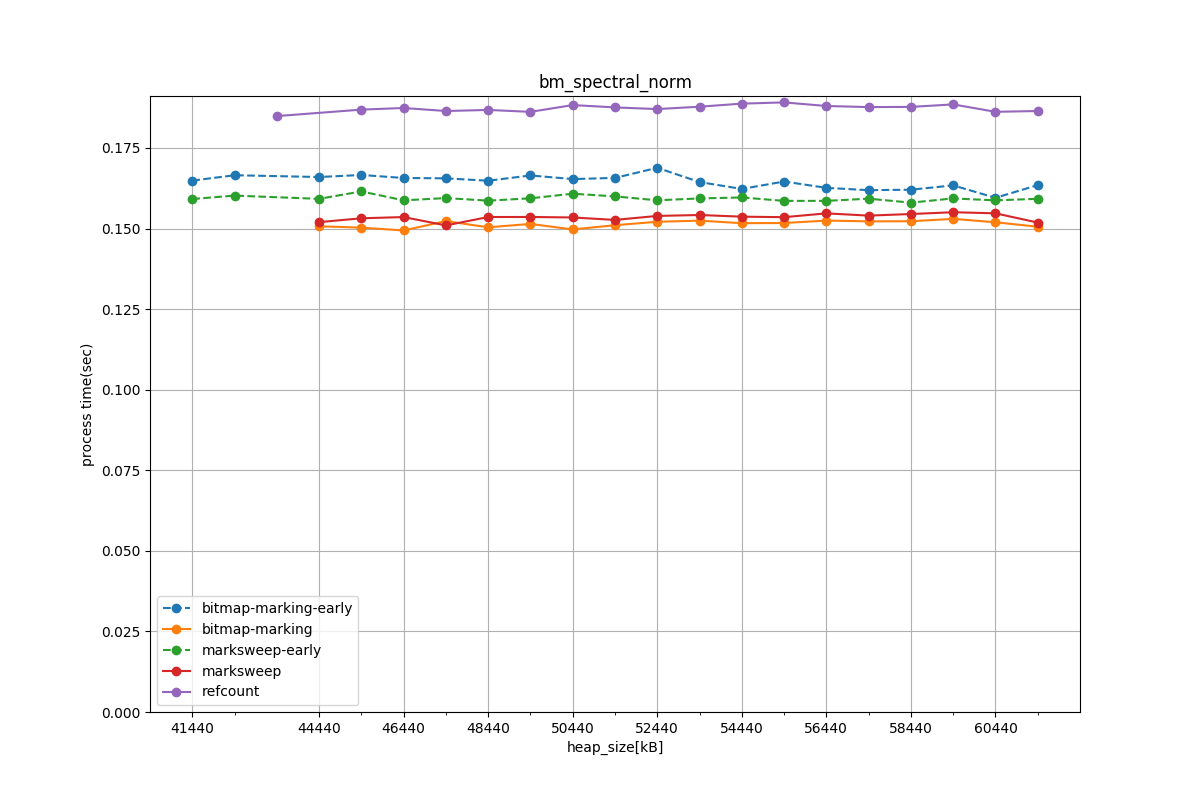 bm_spectral_norm
process time(sec)
0.175
0.150
0.125
0.100
0.075
0.050
0.025
0.000
bitmap-marking-early
bitmap-marking
marksweep-early
marksweep
refcount
41440 44440 46440 48440 50440 52440 54440 56440 58440 60440
heap_size[kB]